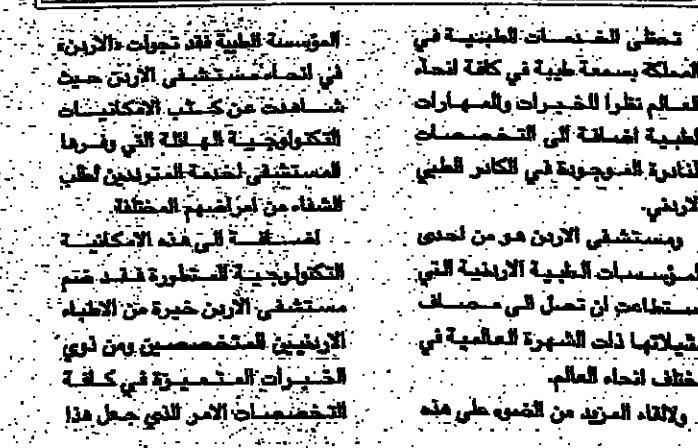 تحظى الخدمات الطبية في
المملكة بسمعة طيبة في كافة انحاء
العالم نظرا للخبرات والمهارات
الطبية اضافة الى التخصصات
النادرة الموجودة في الكادر الطبي
الاردني.
ومستشفى الاردن هو من احدى
المؤسسات الطبية الاردنية التي
ستطاعت ان تصل الى مصاف
مثيلاتها ذات الشهرة العالمية في
مختلف انحاء العالم.
ولالقاء المزيد من الضوء على هذه
المؤسسة الطبية فقد تجولت «الاردن»
في انحاء مستشفى الأردن حيث
شاهدت عن كثب الامكانيات
التكنولوجية الهائلة التي وفرها
المستشفى لخدمة المترددين لطلب
الشفاء من امراضهم المختلفة.
اضافة الى هذه الامكانية
التكنولوجية المتطورة فقد ضم
مستشفى الأردن خيرة من الاطباء
الاردنيين المتخصصين ومن ذوي
الخبرات المتميزة في كافة
التخصصات الامر الذي جعل هذا